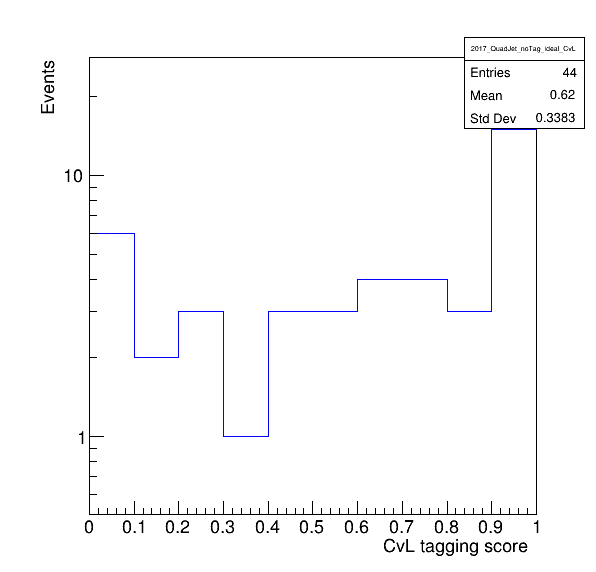 2017_QuadJet_noTag_ideal_CvL
Entries 44
Mean 0.62
Std Dev 0.3383
Events
10
1
0 0.1 0.2 0.3 0.4 0.5 0.6 0.7 0.8 0.9 1
CvL tagging score